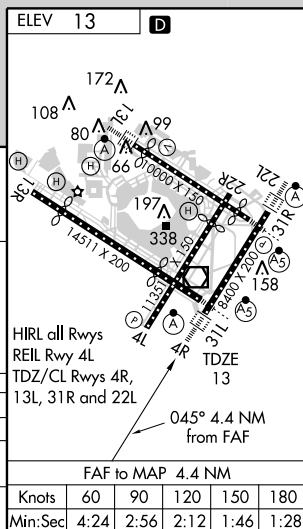 ELEV 13 D
172
108
80
99
66
13L
10000 X 150
22R
22L
H
H
H
H
A
V
13R
197
338
31R
A
14511 X 200
11351 X 150
8400 X 200
V
A5
158
A5
P
A
4L
4R
31L
TDZE
13
HIRL all Rwys
REIL Rwy 4L
TDZ/CL Rwys 4R,
13L, 31R and 22L
045° 4.4 NM
from FAF
FAF to MAP 4.4 NM
Knots 60 90 120 150 180
Min:Sec 4:24 2:56 2:12 1:46 1:28